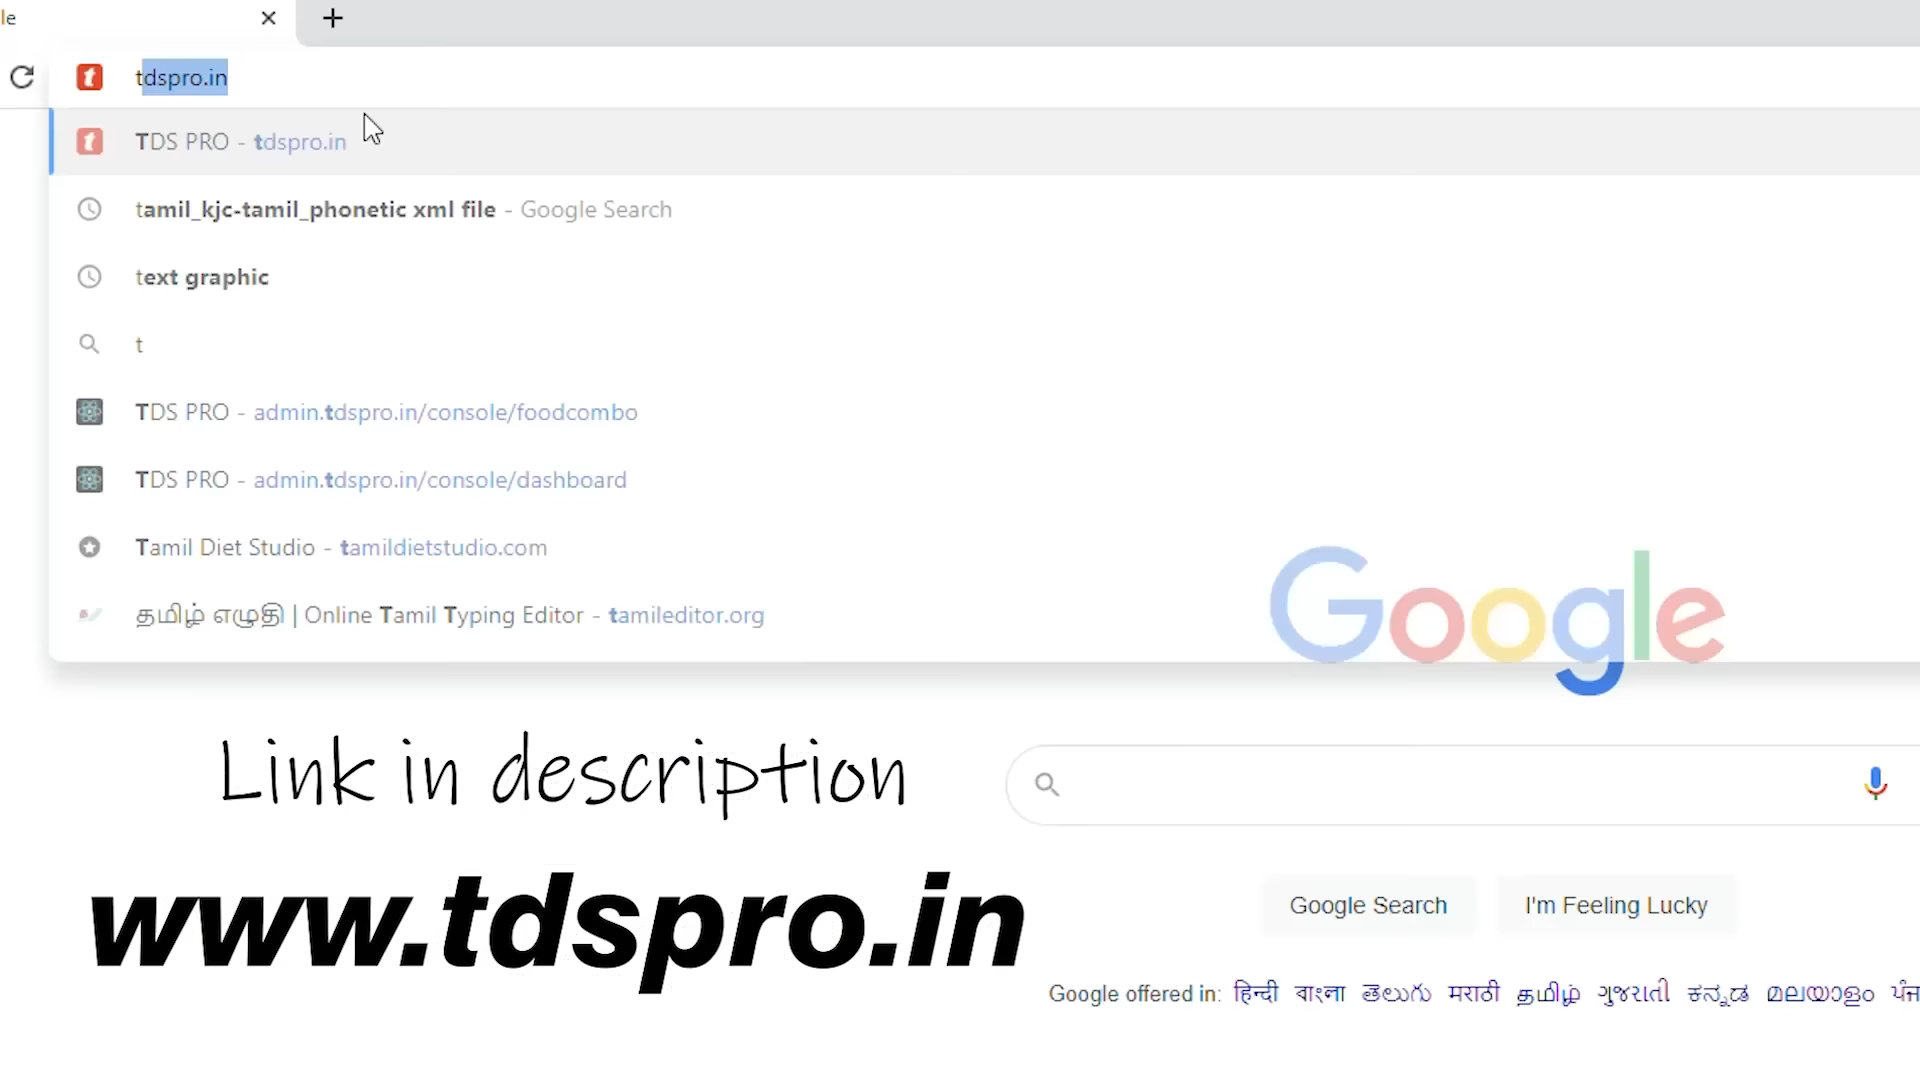 le
tdspro.in
TDS PRO - tdspro.in
tamil_kjc-tamil_phonetic xml file - Google Search
text graphic
t
TDS PRO - admin.tdspro.in/console/foodcombo
TDS PRO - admin.tdspro.in/console/dashboard
Tamil Diet Studio - tamildietstudio.com
தமிழ் எழுதி | Online Tamil Typing Editor - tamileditor.org
Google
Link in description
www.tdspro.in
Google Search I'm Feeling Lucky
Google offered in: हिन्दी বাংলা తెలుగు मराठी தமிழ் ગુજરાતી ಕನ್ನಡ മലയാളം